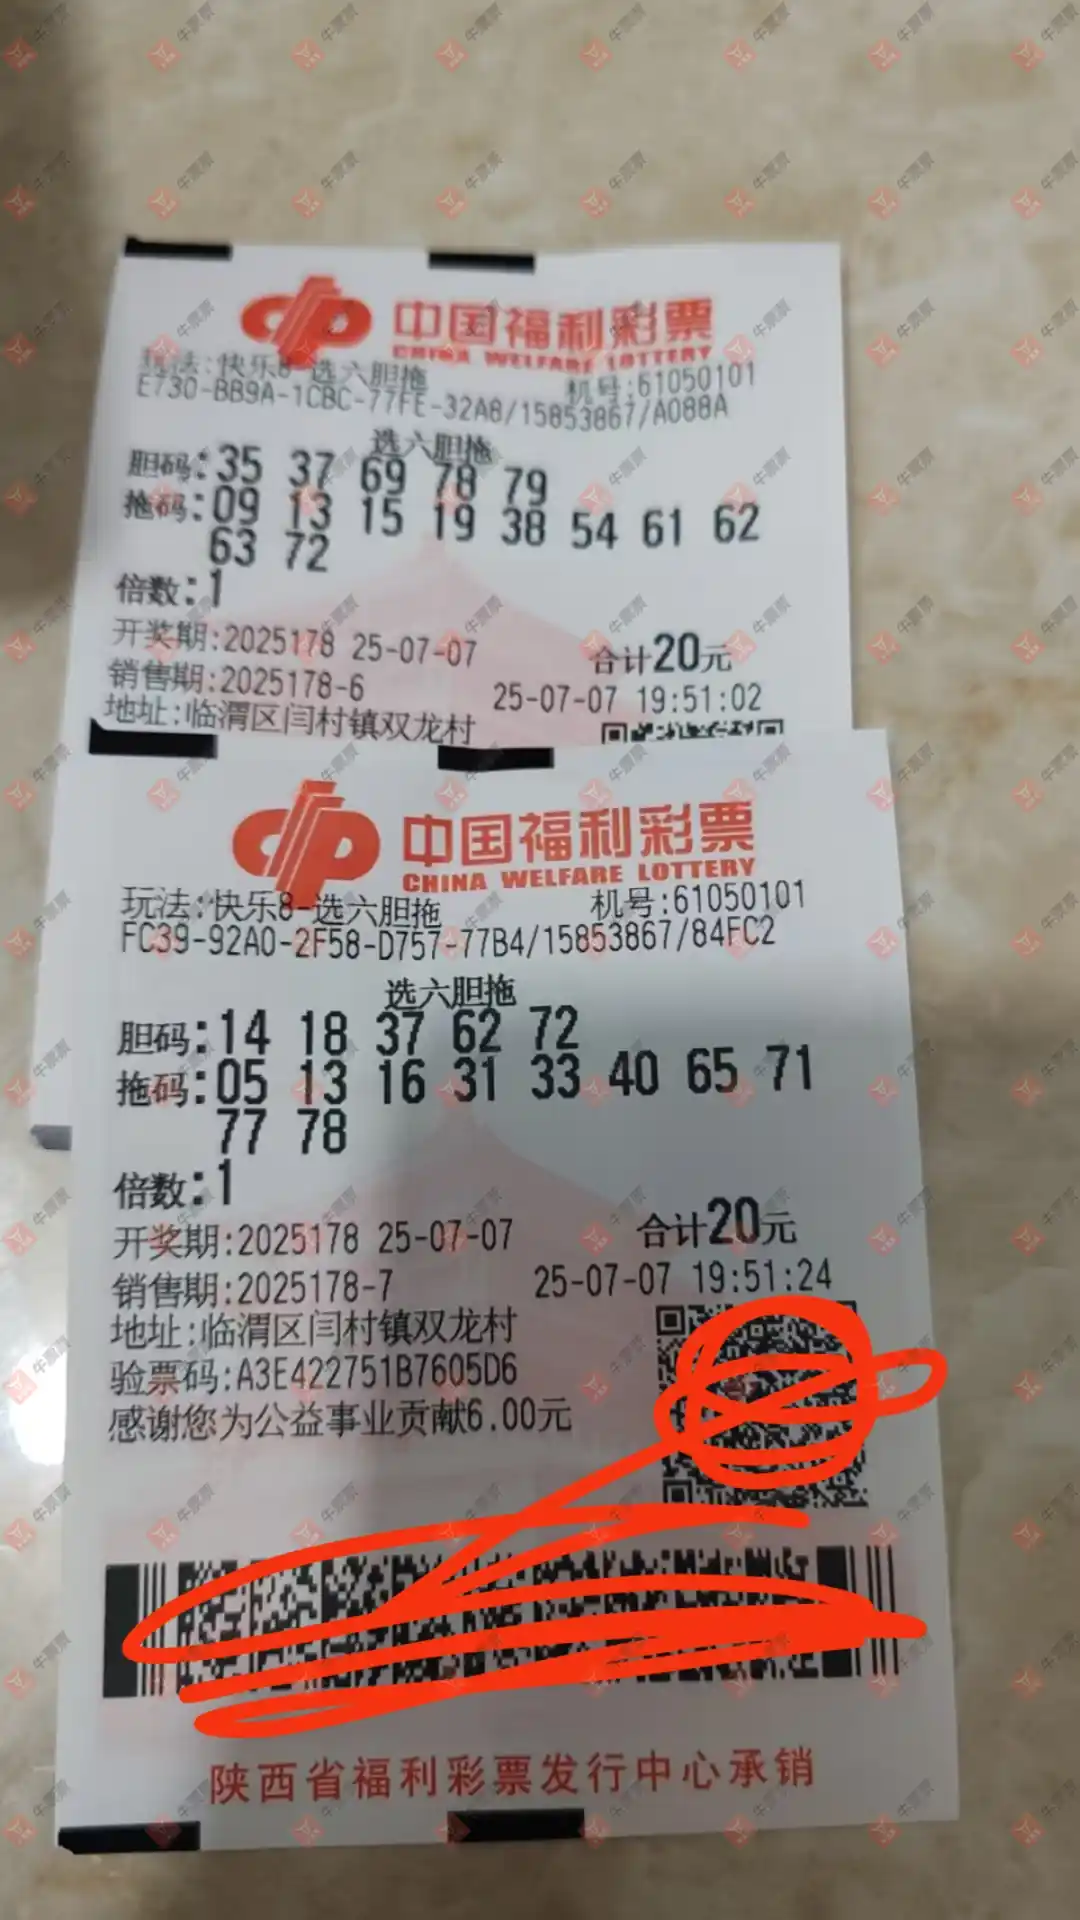 中国福利彩票
CHINA WELFARE LOTTERY
玩法:快乐8-选六胆拖 机号:61050101
E730-BB9A-1CBC-77FE-32A8/15853867/A088A
选六胆拖
胆码:35 37 69 78 79
拖码:09 13 15 19 38 54 61 62
63 72
倍数:1
开奖期:2025178 25-07-07 合计20元
销售期:2025178-6 25-07-07 19:51:02
地址:临渭区闫村镇双龙村
中国福利彩票
CHINA WELFARE LOTTERY
玩法:快乐8-选六胆拖 机号:61050101
FC39-92A0-2F58-D757-77B4/15853867/84FC2
选六胆拖
胆码:14 18 37 62 72
拖码:05 13 16 31 33 40 65 71
77 78
倍数:1
开奖期:2025178 25-07-07 合计20元
销售期:2025178-7 25-07-07 19:51:24
地址:临渭区闫村镇双龙村
验票码:A3E422751B7605D6
感谢您为公益事业贡献6.00元
陕西省福利彩票发行中心承销
牛票票